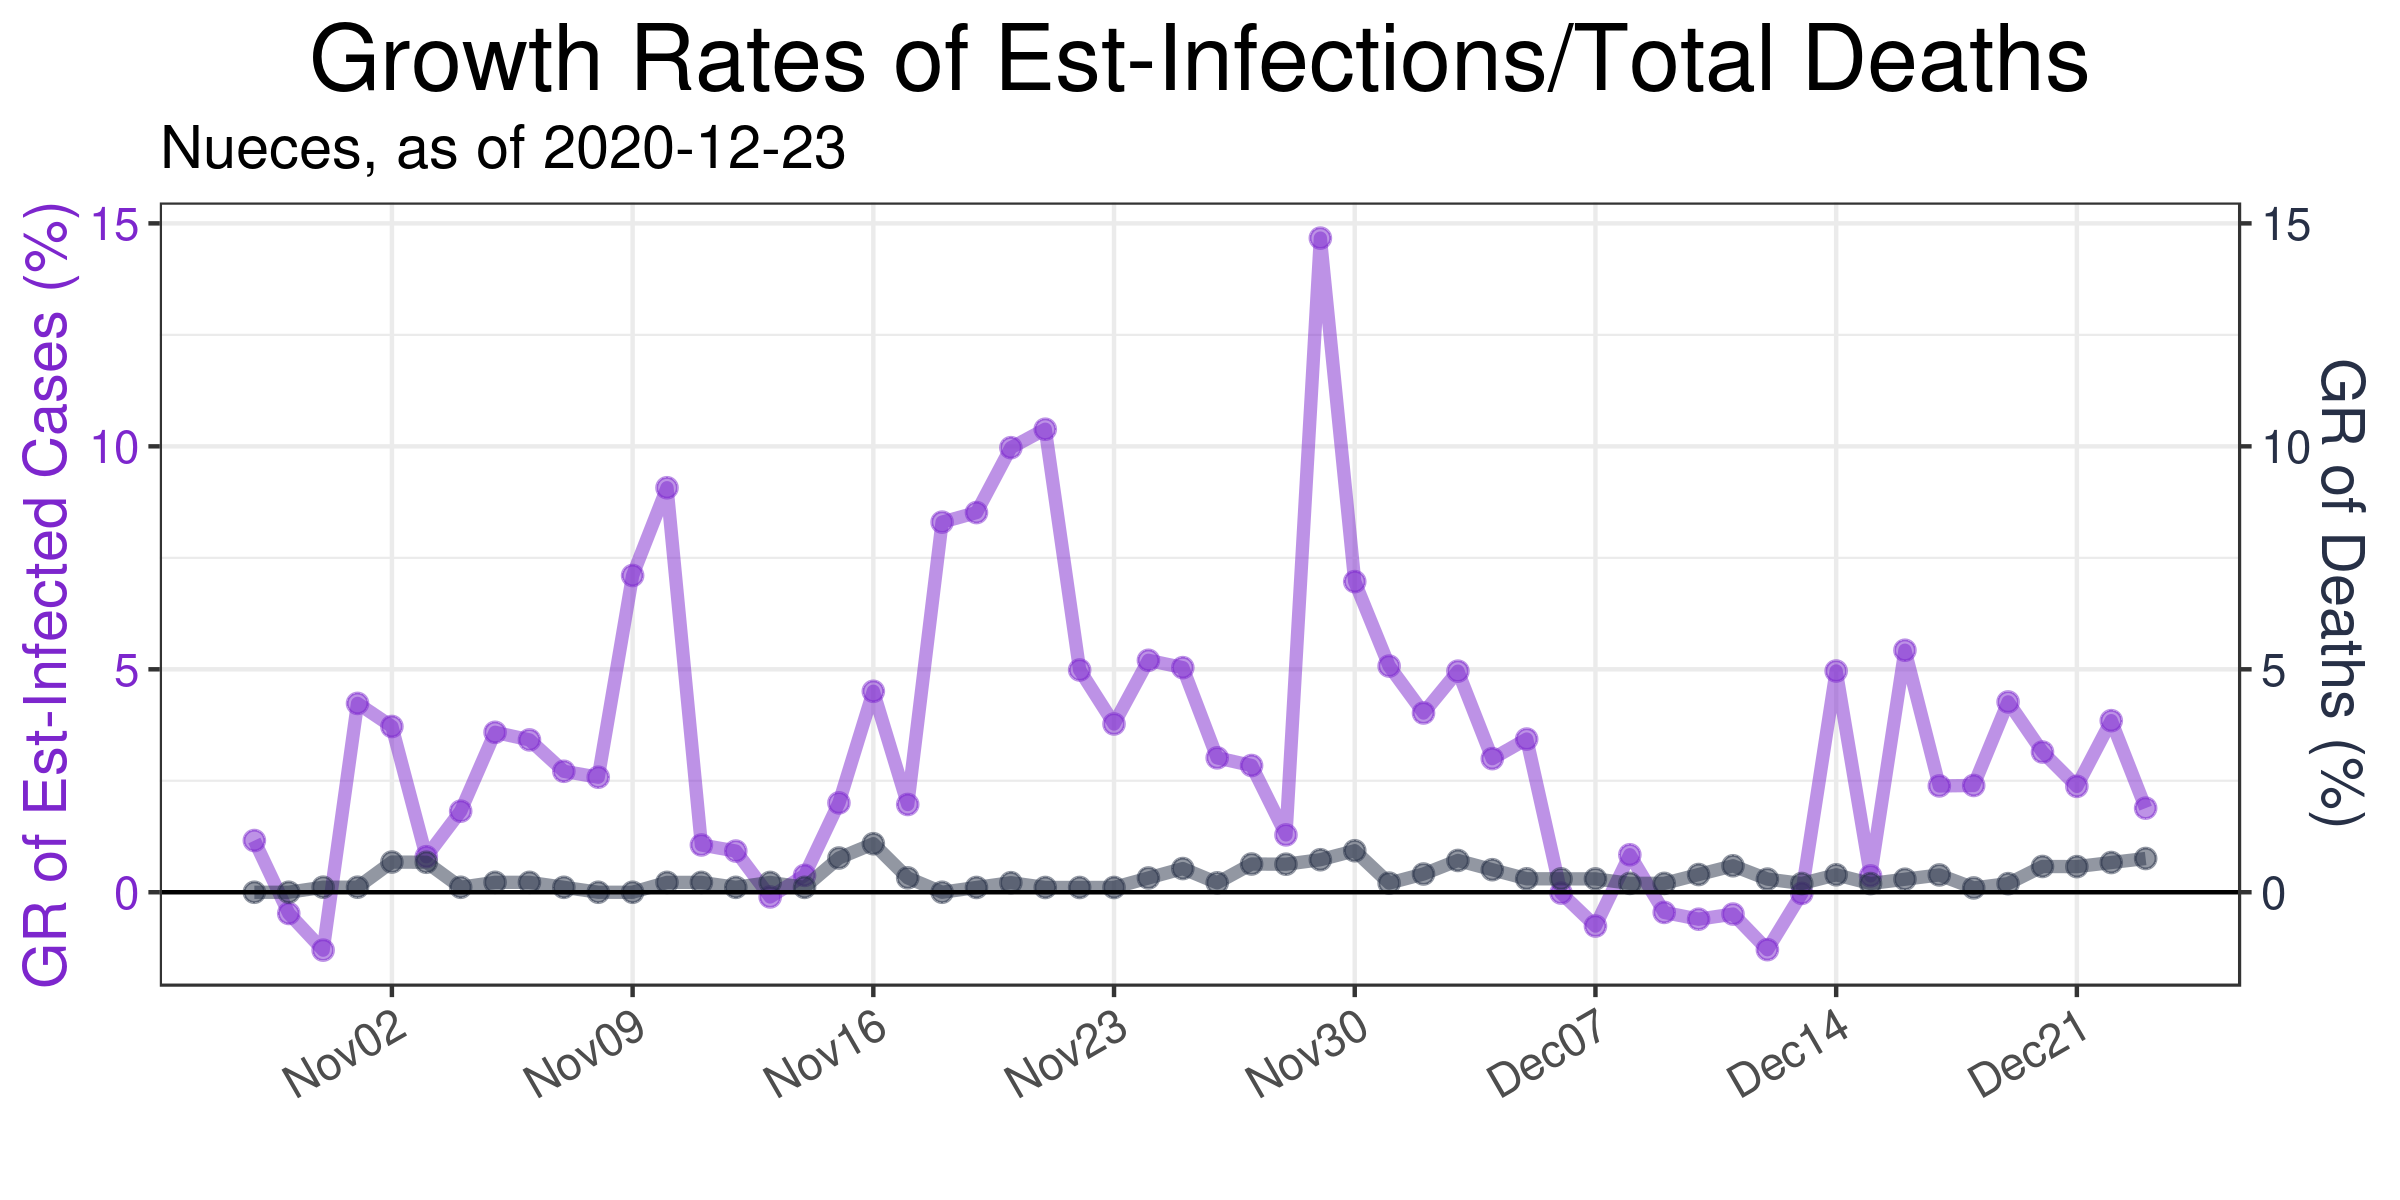 Growth Rates of Est-Infections/Total Deaths
Nueces, as of 2020-12-23
GR of Est-Infected Cases (%)
15
10
5
0
15
10
5
0
GR of Deaths (%)
Nov02
Nov09
Nov16
Nov23
Nov30
Dec07
Dec14
Dec21